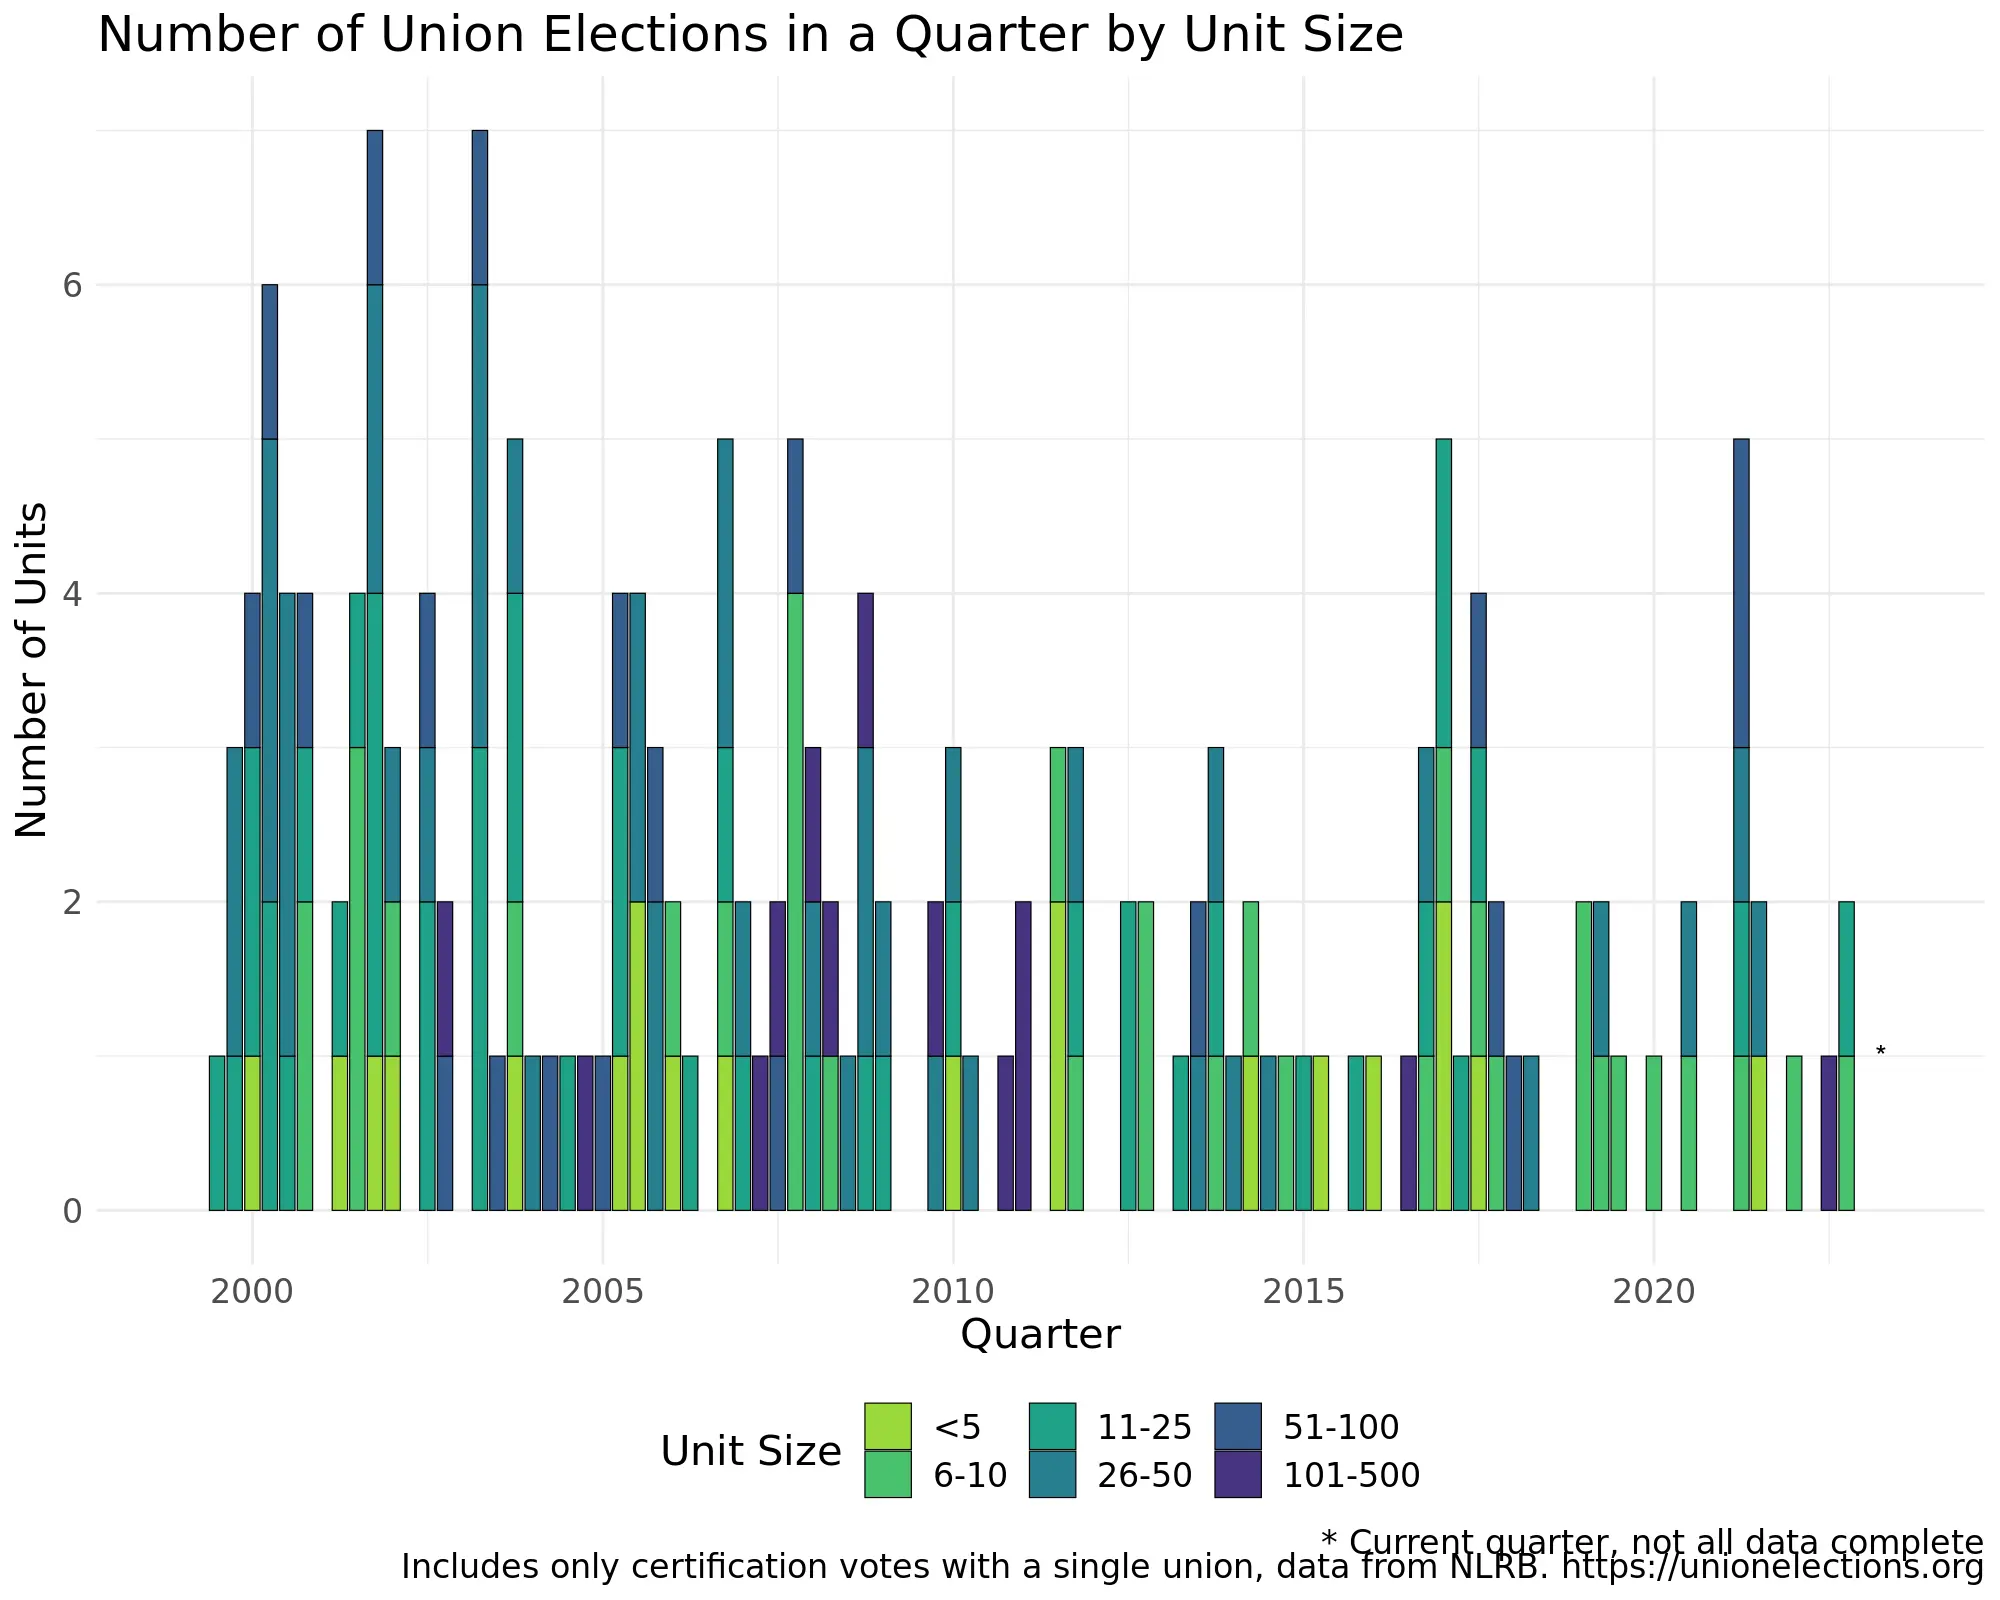 Number of Union Elections in a Quarter by Unit Size
Number of Units
6
4
2
0
*
2000 2005 2010 2015 2020
Quarter
Unit Size
<5 11-25 51-100
6-10 26-50 101-500
* Current quarter, not all data complete
Includes only certification votes with a single union, data from NLRB. https://unionelections.org